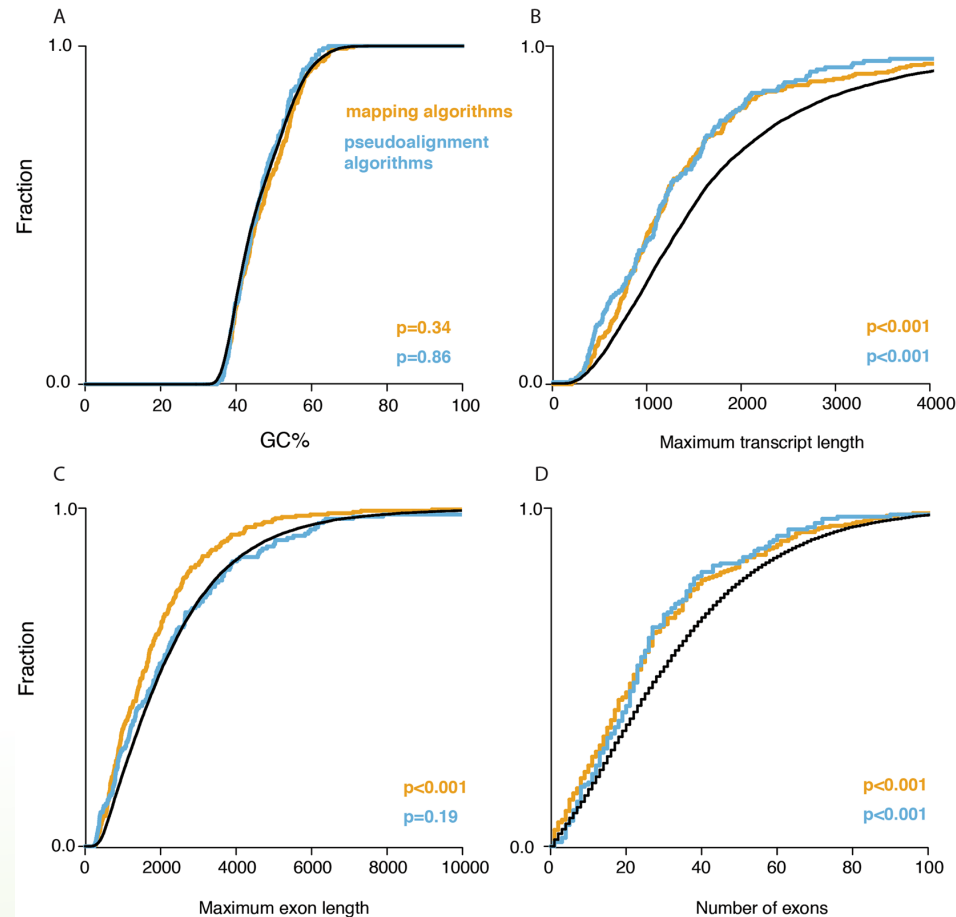 A
1.0
Fraction
mapping algorithms
pseudoalignment
algorithms
p=0.34
p=0.86
0.0
0 20 40 60 80 100
GC%
B
1.0
p<0.001
p<0.001
0.0
0 1000 2000 3000 4000
Maximum transcript length
C
1.0
Fraction
p<0.001
p=0.19
0.0
0 2000 4000 6000 8000 10000
Maximum exon length
D
1.0
p<0.001
p<0.001
0.0
0 20 40 60 80 100
Number of exons